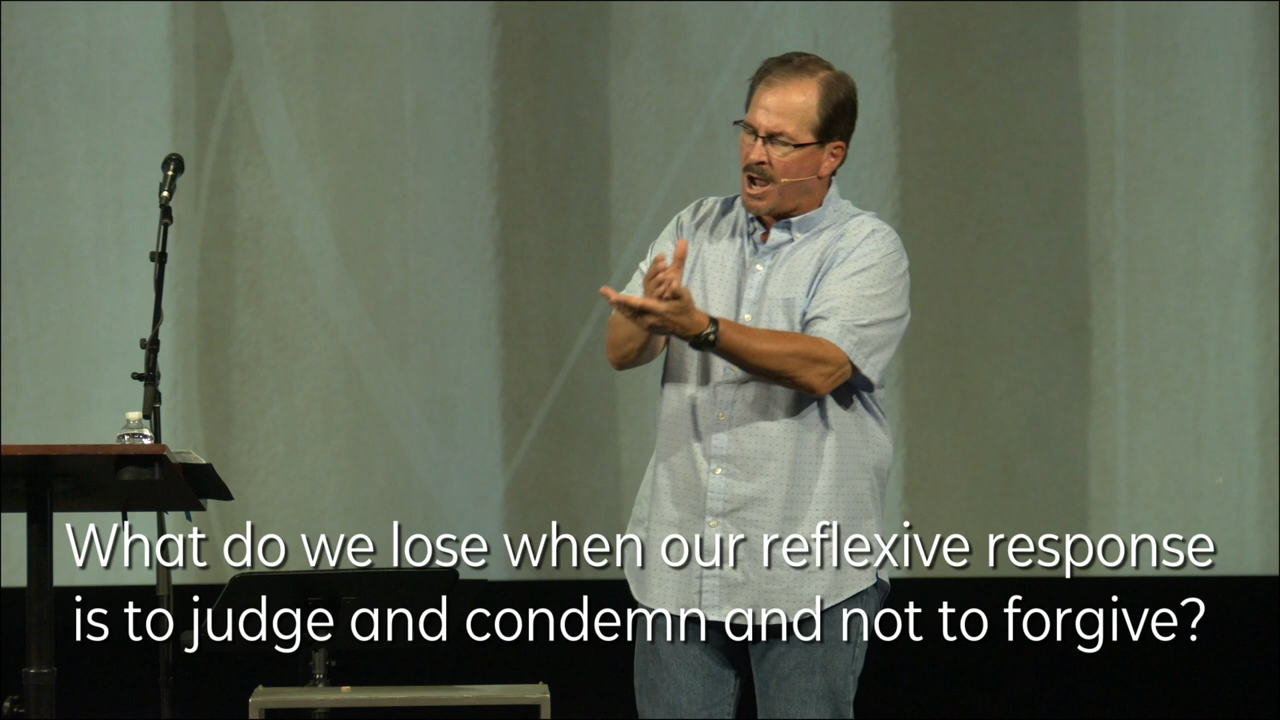 What do we lose when our reflexive response
is to judge and condemn and not to forgive?